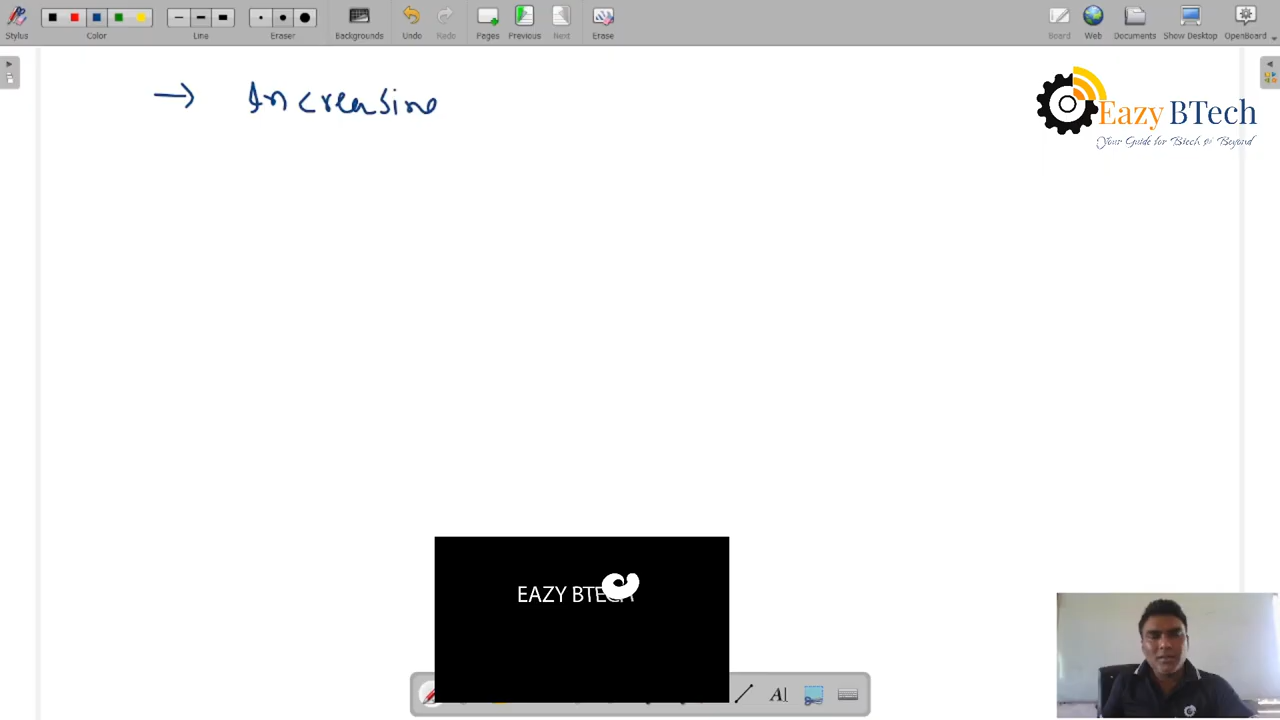 Stylus Color Line Eraser Backgrounds Undo Redo Pages Previous Next Erase Board Web Documents Show Desktop OpenBoard
→ Increasine
Eazy BTech
Your Guide for Btech & Beyond
EAZY BTECH
A